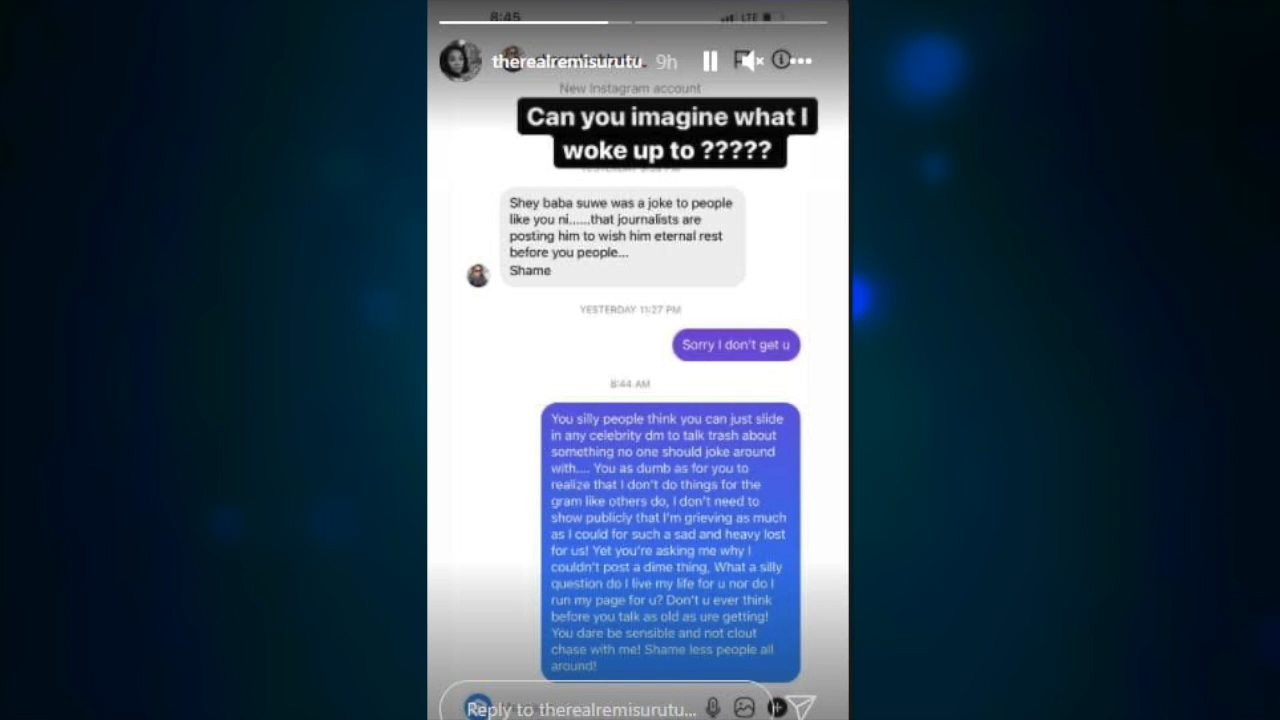 8:45
LTE
therealremisurutu
9h
New Instagram account
Can you imagine what I
woke up to ?????
Shey baba suwe was a joke to people
like you ni......that journalists are
posting him to wish him eternal rest
before you people...
Shame
YESTERDAY 11:27 PM
Sorry I don't get u
8:44 AM
You silly people think you can just slide
in any celebrity dm to talk trash about
something no one should joke around
with.... You as dumb as for you to
realize that I don't do things for the
gram like others do, I don't need to
show publicly that I'm grieving as much
as I could for such a sad and heavy lost
for us! Yet you're asking me why I
couldn't post a dime thing, What a silly
question do I live my life for u nor do I
run my page for u? Don't u ever think
before you talk as old as ure getting!
You dare be sensible and not clout
chase with me! Shame less people all
around!
Reply to therealremisurutu...